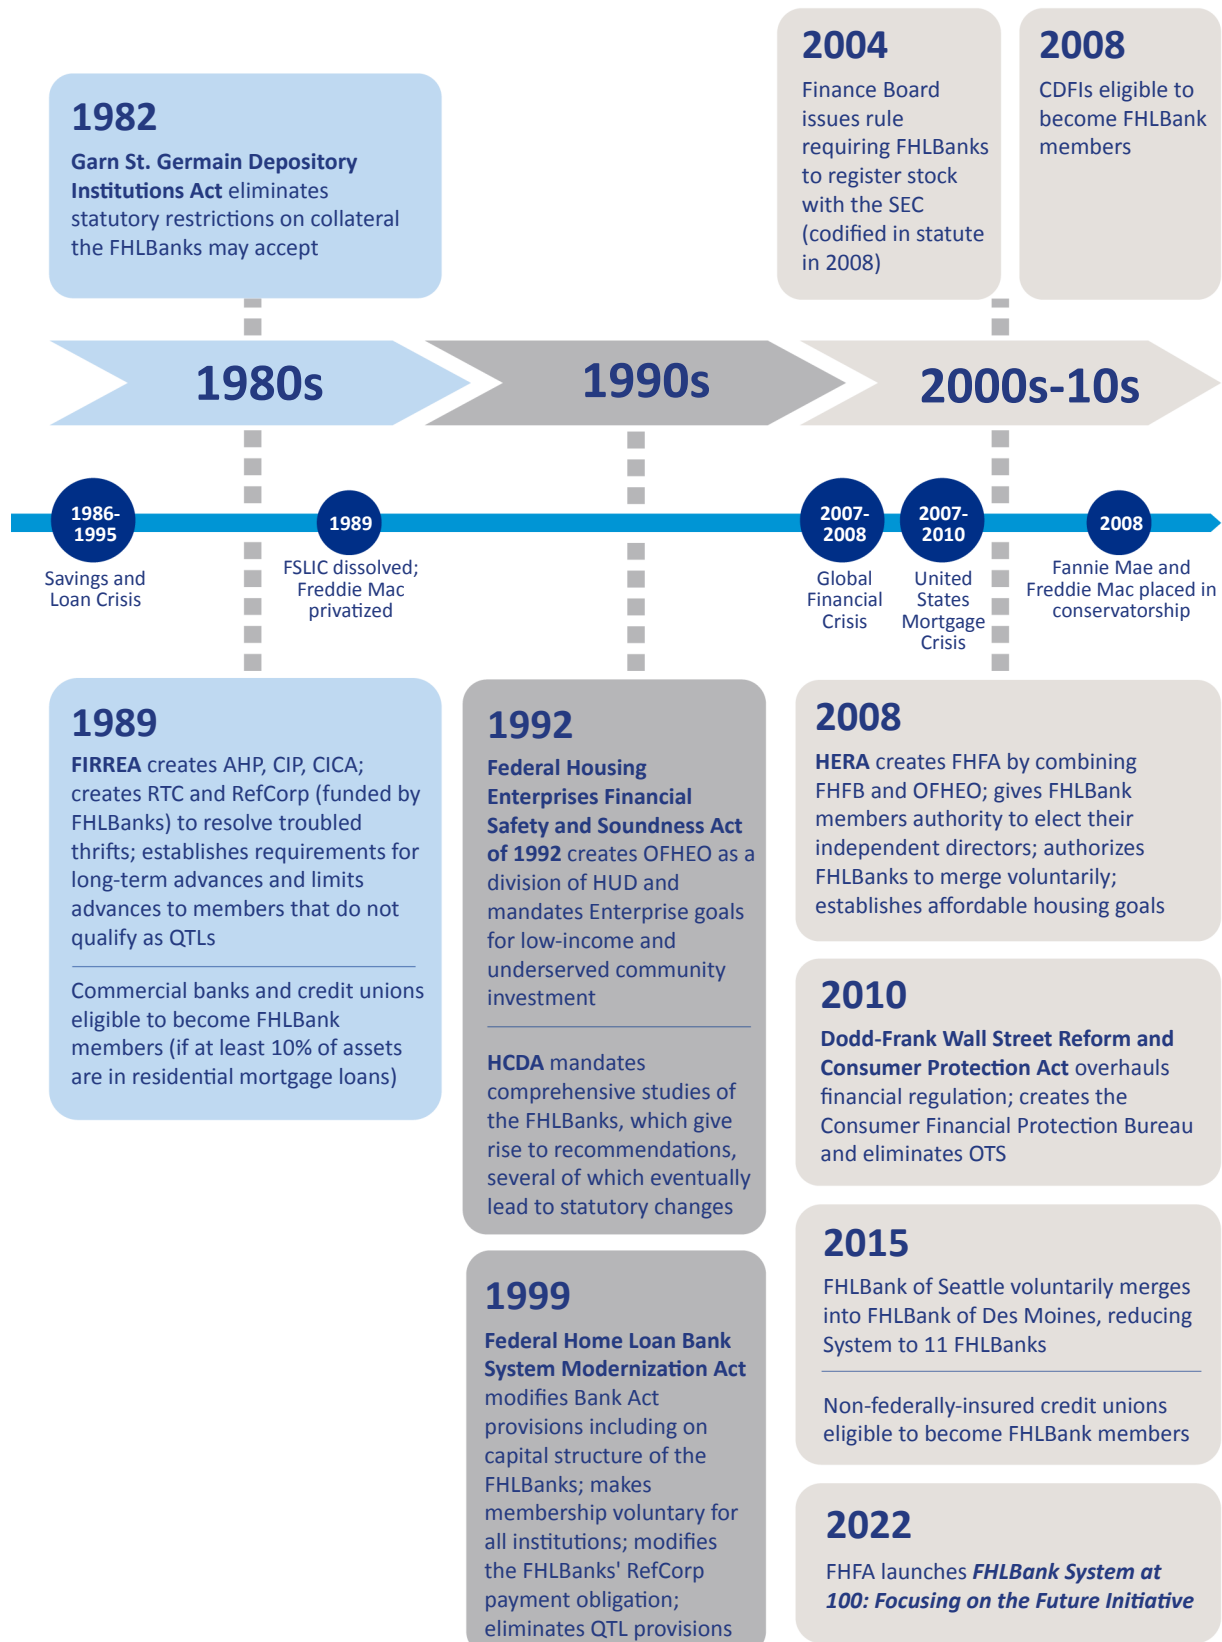 1982
Garn St. Germain Depository
Institutions Act eliminates
statutory restrictions on collateral
the FHLBanks may accept
2004
Finance Board
issues rule
requiring FHLBanks
to register stock
with the SEC
(codified in statute
in 2008)
2008
CDFIs eligible to
become FHLBank
members
1980s
1990s
2000s-10s
1986-
1995
Savings and
Loan Crisis
1989
FSLIC dissolved;
Freddie Mac
privatized
2007-
2008
Global
Financial
Crisis
2007-
2010
United
States
Mortgage
Crisis
2008
Fannie Mae and
Freddie Mac placed in
conservatorship
1989
FIRREA creates AHP, CIP, CICA;
creates RTC and RefCorp (funded by
FHLBanks) to resolve troubled
thrifts; establishes requirements for
long-term advances and limits
advances to members that do not
qualify as QTLs
Commercial banks and credit unions
eligible to become FHLBank
members (if at least 10% of assets
are in residential mortgage loans)
1992
Federal Housing
Enterprises Financial
Safety and Soundness Act
of 1992 creates OFHEO as a
division of HUD and
mandates Enterprise goals
for low-income and
underserved community
investment
HCDA mandates
comprehensive studies of
the FHLBanks, which give
rise to recommendations,
several of which eventually
lead to statutory changes
1999
Federal Home Loan Bank
System Modernization Act
modifies Bank Act
provisions including on
capital structure of the
FHLBanks; makes
membership voluntary for
all institutions; modifies
the FHLBanks' RefCorp
payment obligation;
eliminates QTL provisions
2008
HERA creates FHFA by combining
FHFB and OFHEO; gives FHLBank
members authority to elect their
independent directors; authorizes
FHLBanks to merge voluntarily;
establishes affordable housing goals
2010
Dodd-Frank Wall Street Reform and
Consumer Protection Act overhauls
financial regulation; creates the
Consumer Financial Protection Bureau
and eliminates OTS
2015
FHLBank of Seattle voluntarily merges
into FHLBank of Des Moines, reducing
System to 11 FHLBanks
Non-federally-insured credit unions
eligible to become FHLBank members
2022
FHFA launches FHLBank System at
100: Focusing on the Future Initiative